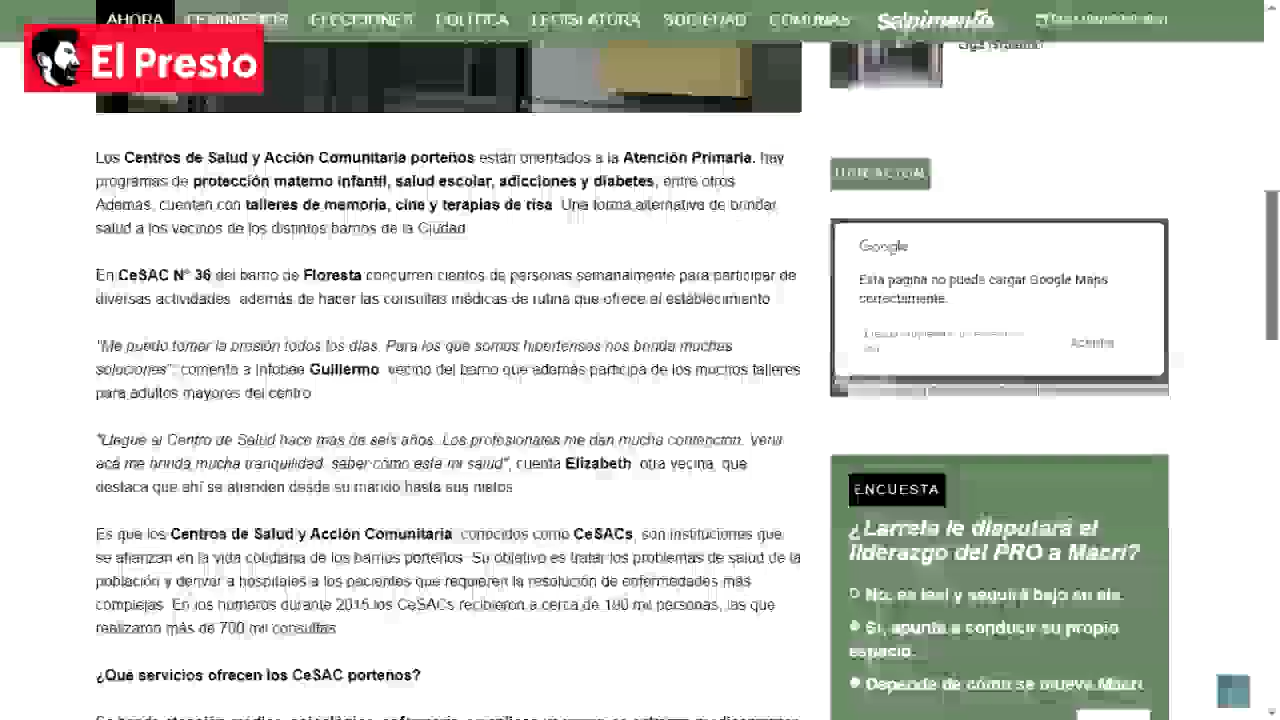 AHORA FEMINISMOS ELECCIONES POLÍTICA LEGISLATURA SOCIEDAD COMUNAS
El Presto
Los Centros de Salud y Acción Comunitaria porteños están orientados a la Atención Primaria, hay
programas de protección materno infantil, salud escolar, adicciones y diabetes, entre otros.
Además, cuentan con talleres de memoria, cine y terapias de risa. Una forma alternativa de brindar
salud a los vecinos de los distintos barrios de la Ciudad.
En CeSAC N° 36 del barrio de Floresta concurren cientos de personas semanalmente para participar de
diversas actividades, además de hacer las consultas médicas de rutina que ofrece el establecimiento.
"Me puedo tomar la presión todos los días. Para los que somos hipertensos nos brinda muchas
soluciones", comenta a Infobae Guillermo, vecino del barrio que además participa de los muchos talleres
para adultos mayores del centro.
"Llegué al Centro de Salud hace más de seis años. Los profesionales me dan mucha contención. Venir
acá me brinda mucha tranquilidad, saber cómo está mi salud", cuenta Elizabeth, otra vecina, que
destaca que ahí se atienden desde su marido hasta sus nietos.
Es que los Centros de Salud y Acción Comunitaria, conocidos como CeSACs, son instituciones que
se afianzan en la vida cotidiana de los barrios porteños. Su objetivo es tratar los problemas de salud de la
población y derivar a hospitales a los pacientes que requieren la resolución de enfermedades más
complejas. En los números durante 2015 los CeSACs recibieron a cerca de 180 mil personas, las que
realizaron más de 700 mil consultas.
¿Qué servicios ofrecen los CeSAC porteños?
Google
Esta página no puede cargar Google Maps
correctamente.
Aceptar
ENCUESTA
¿Larreta le disputará el
liderazgo del PRO a Macri?
No, es leal y seguirá bajo su ala.
Sí, apunta a conducir su propio
espacio.
Depende de cómo se mueva Macri.